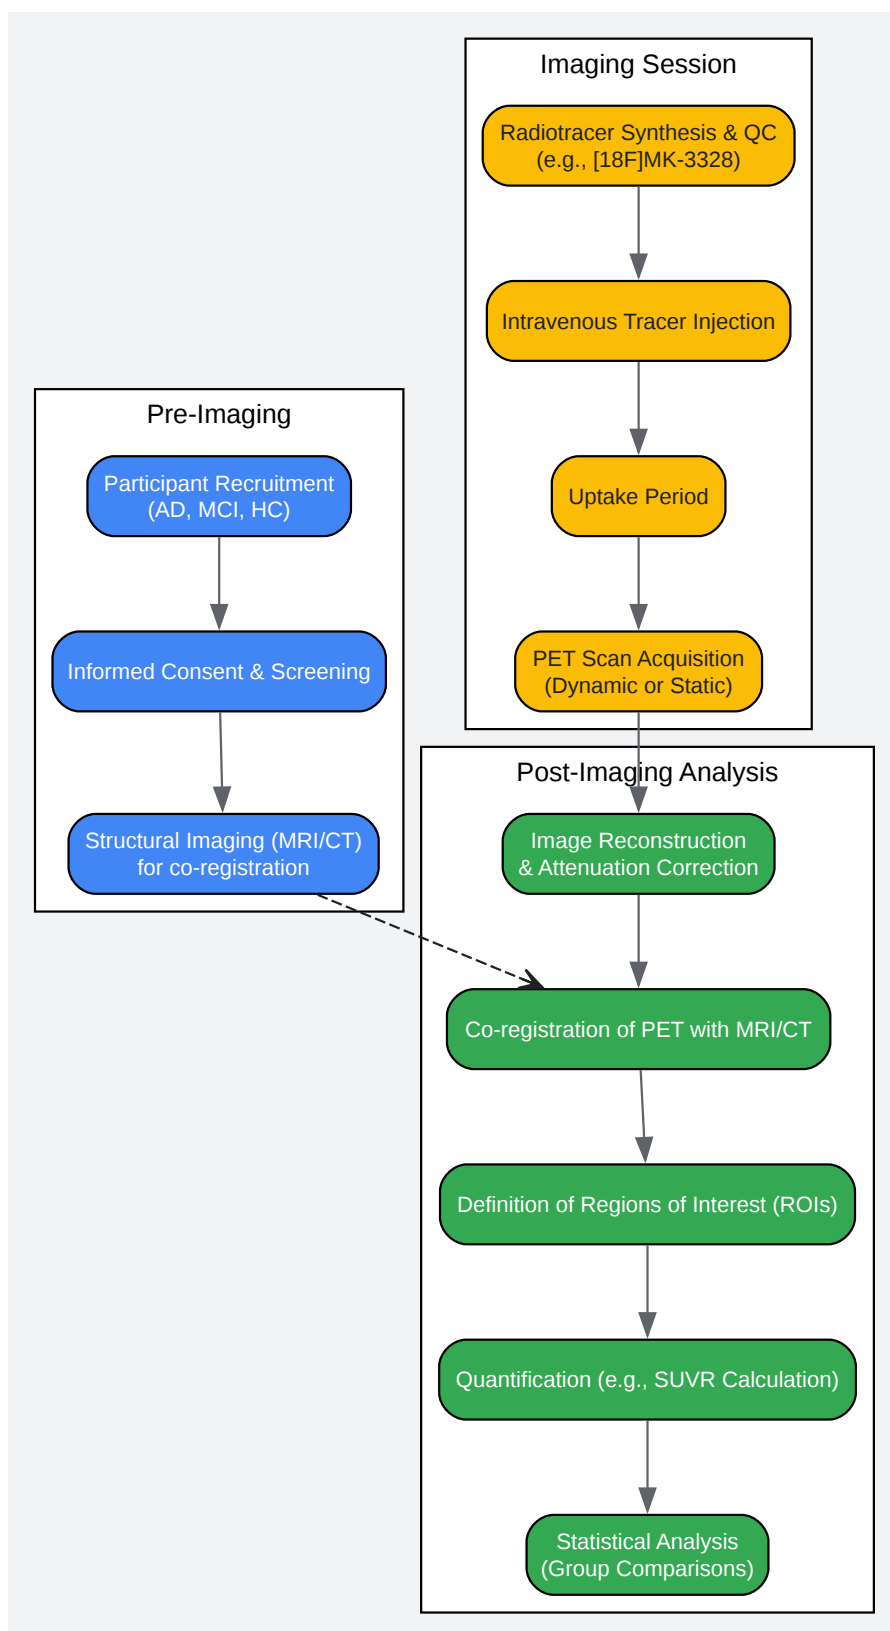 Imaging Session
Radiotracer Synthesis & QC
(e.g., [18F]MK-3328)
Intravenous Tracer Injection
Uptake Period
PET Scan Acquisition
(Dynamic or Static)
Pre-Imaging
Participant Recruitment
(AD, MCI, HC)
Informed Consent & Screening
Structural Imaging (MRI/CT)
for co-registration
Post-Imaging Analysis
Image Reconstruction
& Attenuation Correction
Co-registration of PET with MRI/CT
Definition of Regions of Interest (ROIs)
Quantification (e.g., SUVR Calculation)
Statistical Analysis
(Group Comparisons)